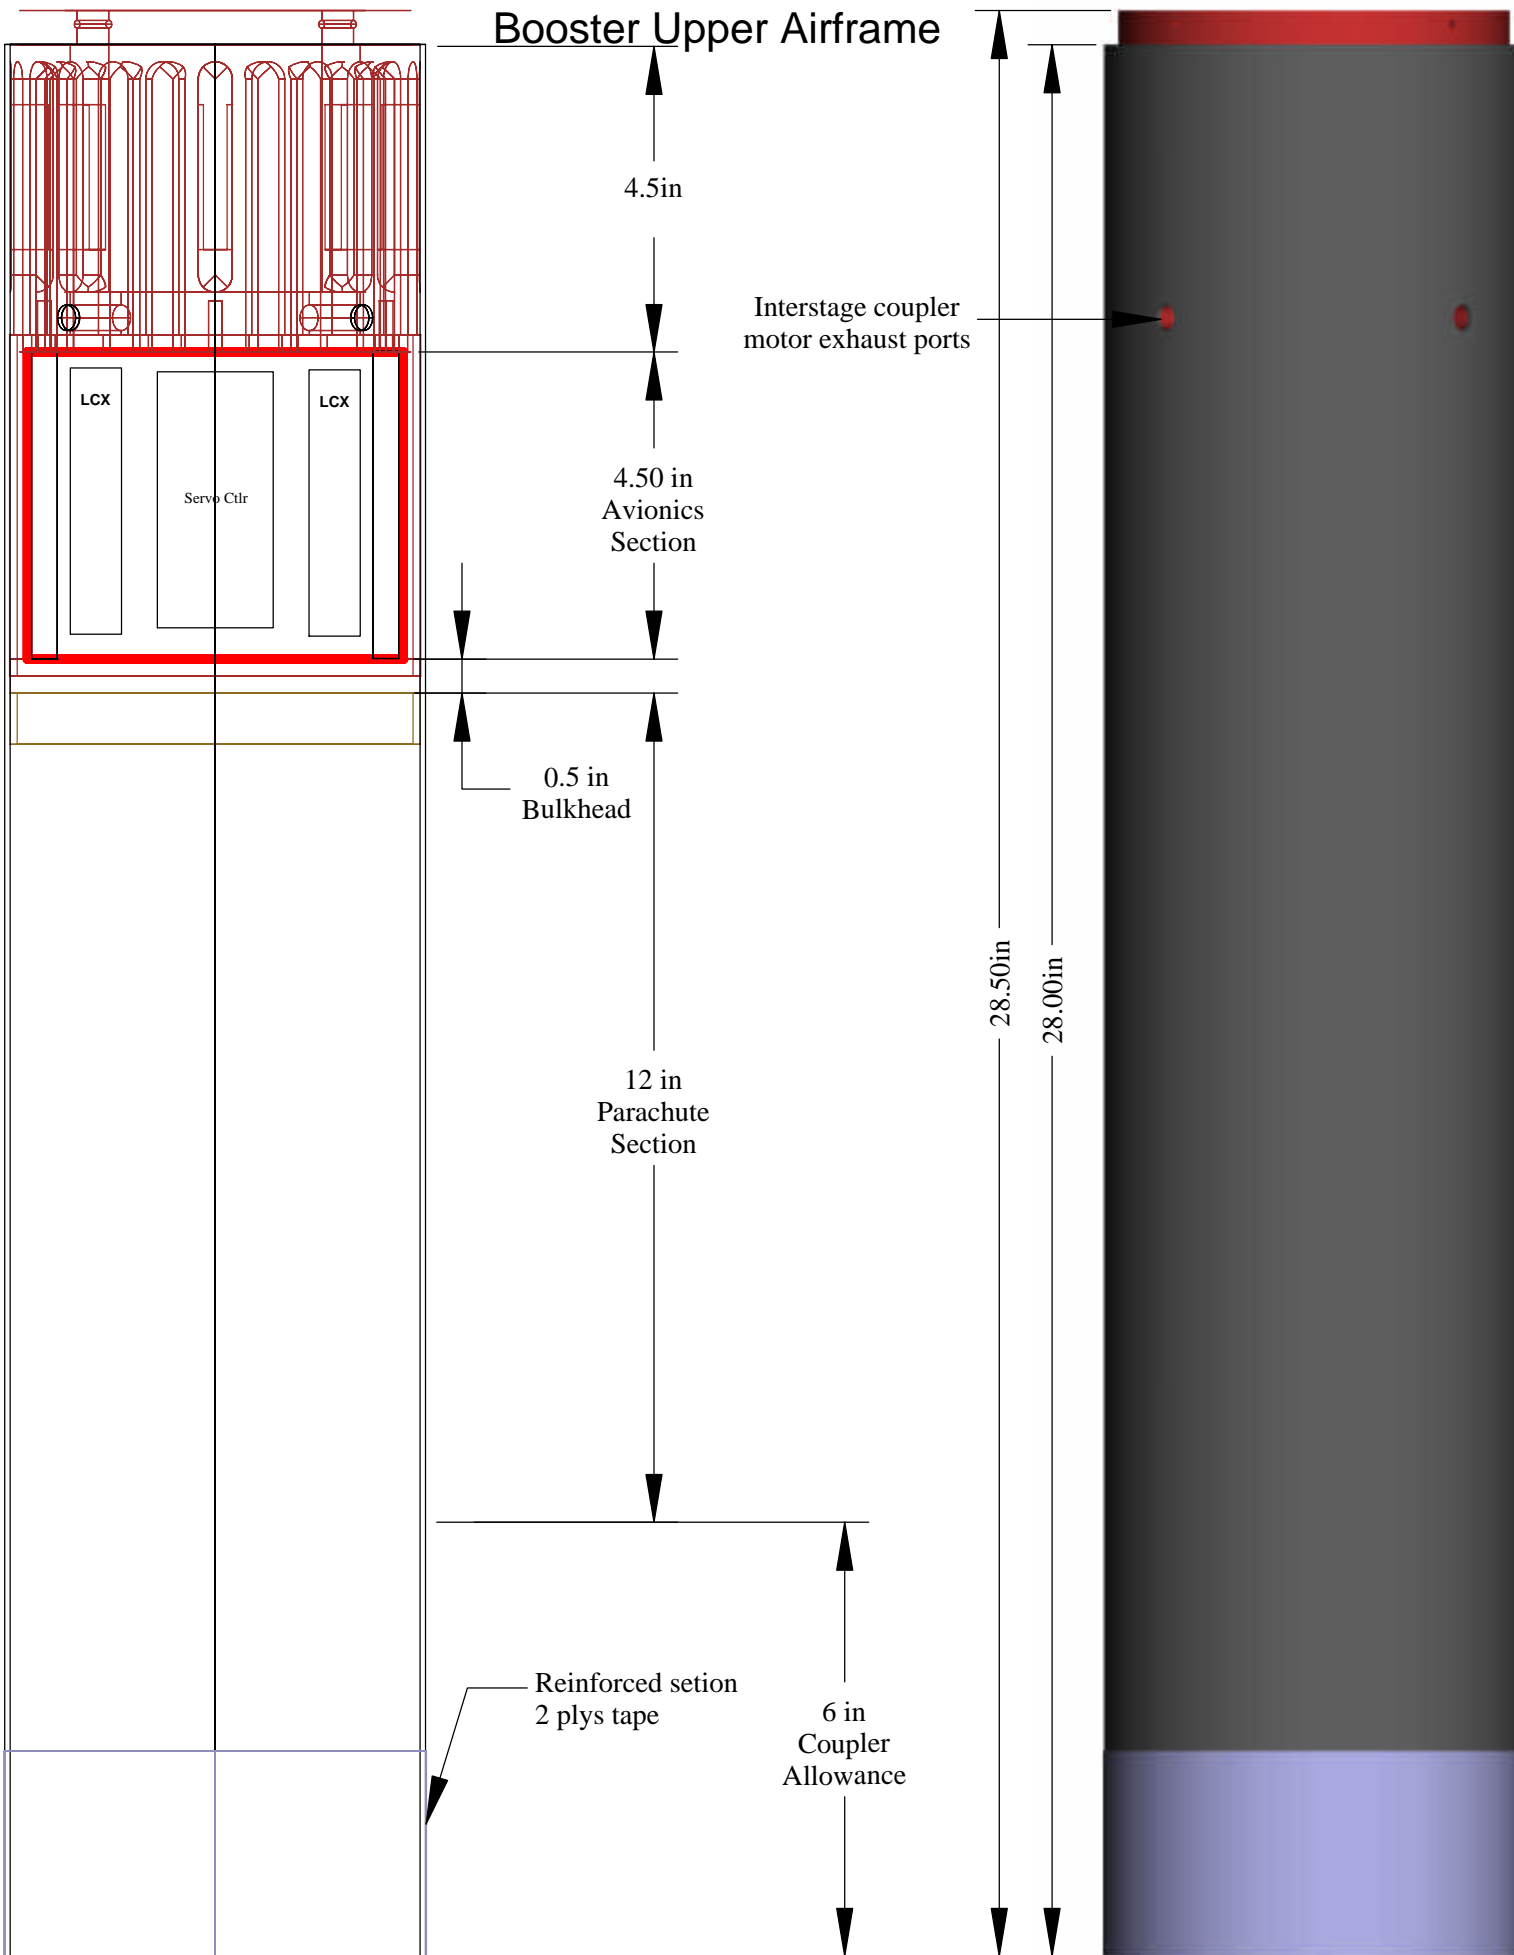 Booster Upper Airframe
4.5in
Interstage coupler
motor exhaust ports
LCX
LCX
Servo Ctlr
4.50 in
Avionics
Section
0.5 in
Bulkhead
28.50in
28.00in
12 in
Parachute
Section
Reinforced setion
2 plys tape
6 in
Coupler
Allowance